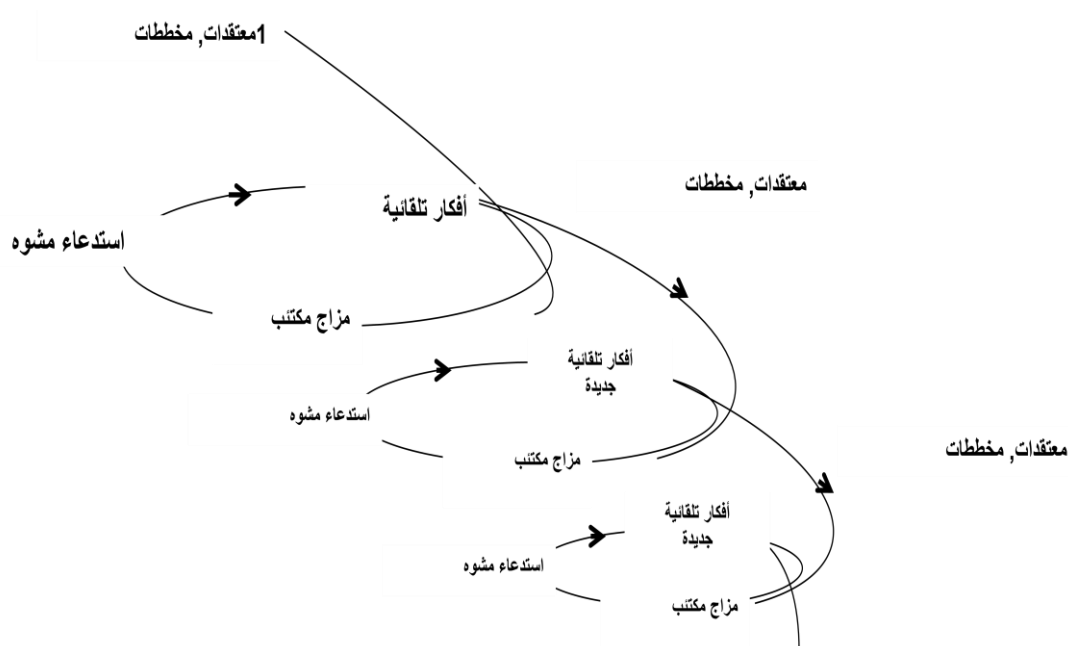 1معتقدات, مخططات
معتقدات, مخططات
أفكار تلقائية
استدعاء مشوه
مزاج مكتئب
أفكار تلقائية
جديدة
استدعاء مشوه
مزاج مكتئب
معتقدات, مخططات
أفكار تلقائية
جديدة
استدعاء مشوه
مزاج مكتئب